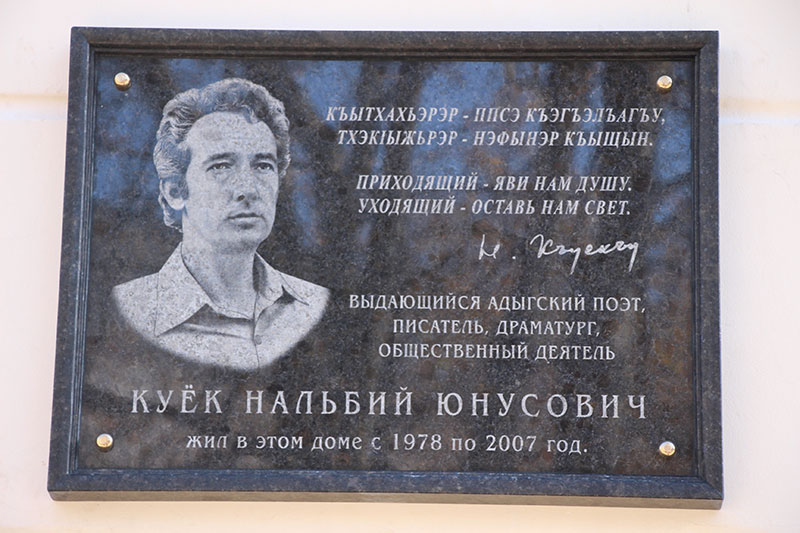 КЪЫТХАХЬЭРЭР - ППСЭ КЪЭГЪЭЛЪАГЪУ,
ТХЭКІЫЖЬРЭР - НЭФЫНЭР КЪЫЩЫН.
ПРИХОДЯЩИЙ - ЯВИ НАМ ДУШУ.
УХОДЯЩИЙ - ОСТАВЬ НАМ СВЕТ.
Н. Къуекъу
ВЫДАЮЩИЙСЯ АДЫГСКИЙ ПОЭТ,
ПИСАТЕЛЬ, ДРАМАТУРГ,
ОБЩЕСТВЕННЫЙ ДЕЯТЕЛЬ
КУЁК НАЛЬБИЙ ЮНУСОВИЧ
ЖИЛ В ЭТОМ ДОМЕ С 1978 ПО 2007 ГОД.